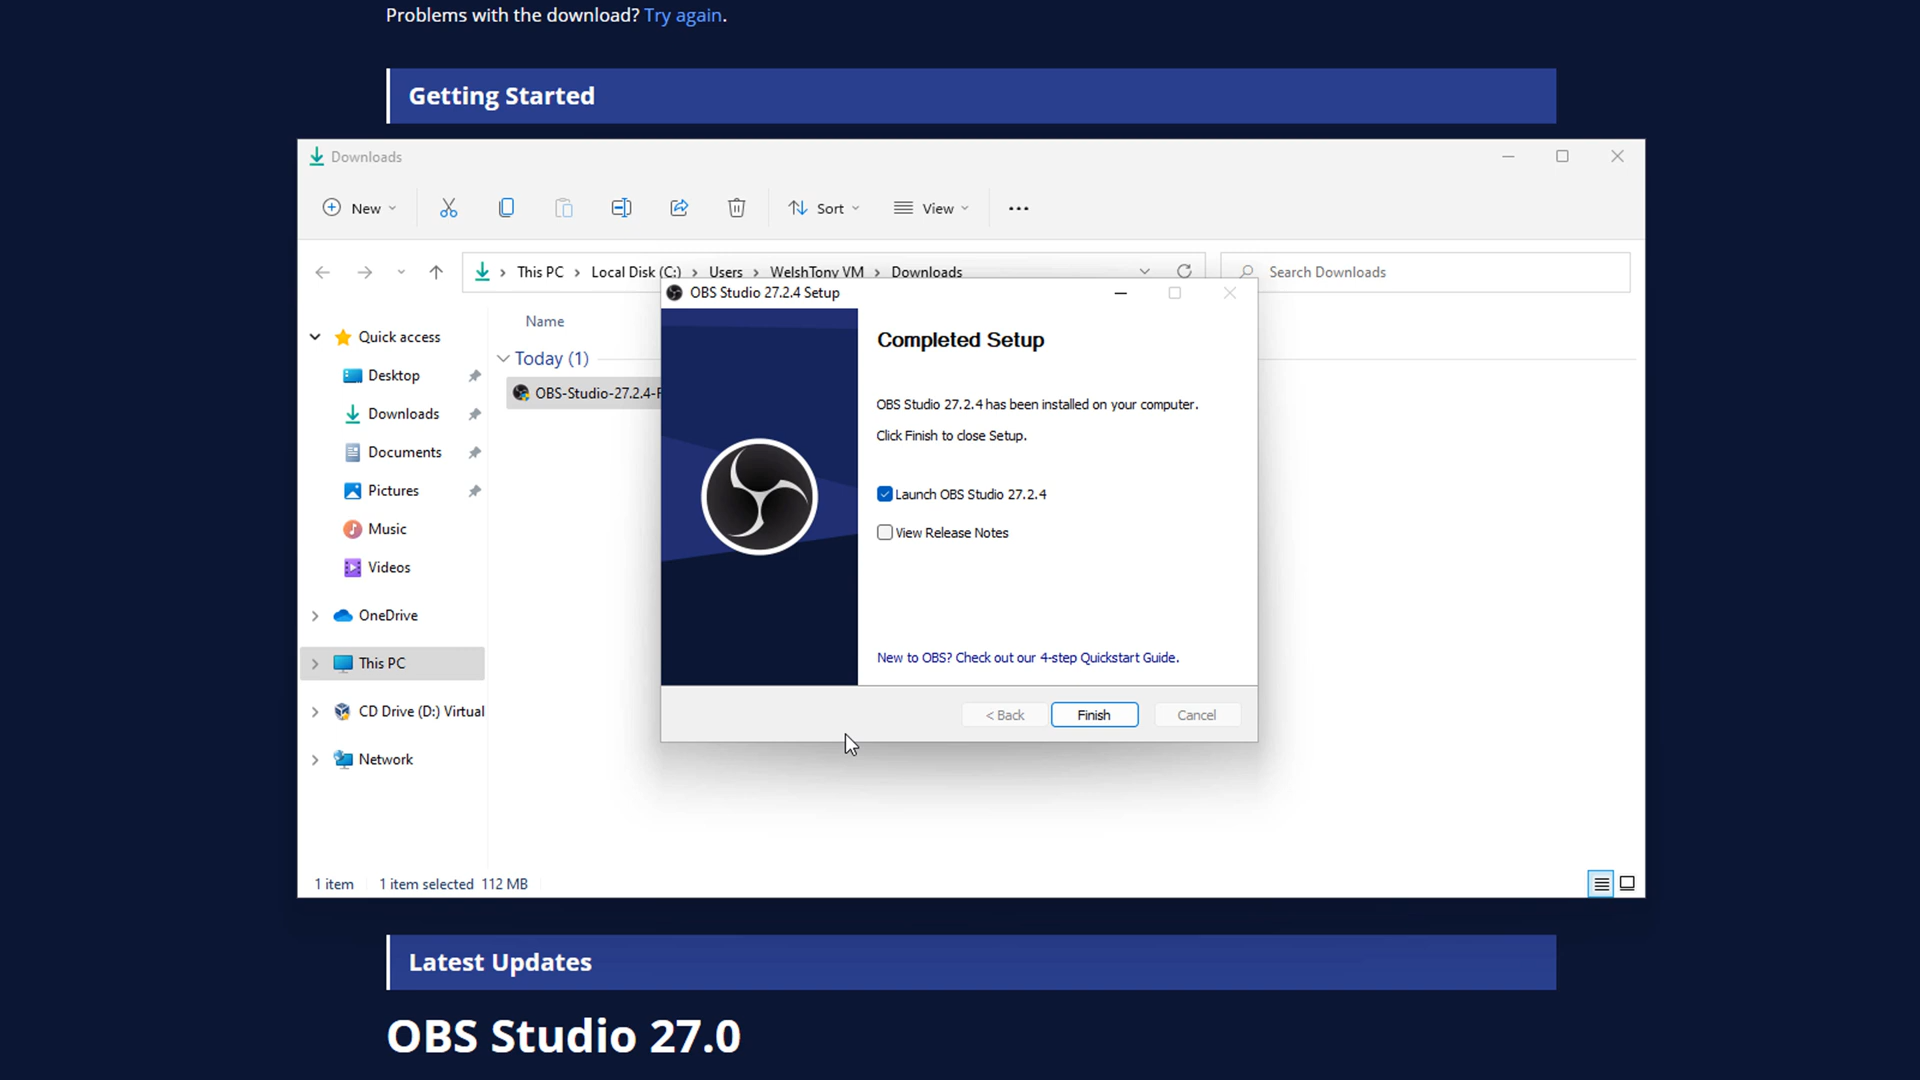 Problems with the download? Try again.
Getting Started
Downloads
New
Sort
View
This PC > Local Disk (C:) > Users > WelshTony VM > Downloads
Search Downloads
OBS Studio 27.2.4 Setup
Name
Quick access
Today (1)
Desktop
OBS-Studio-27.2.4-F
Downloads
Documents
Pictures
Music
Videos
OneDrive
This PC
CD Drive (D:) Virtual
Network
Completed Setup
OBS Studio 27.2.4 has been installed on your computer.
Click Finish to close Setup.
Launch OBS Studio 27.2.4
View Release Notes
New to OBS? Check out our 4-step Quickstart Guide.
< Back
Finish
Cancel
1 item
1 item selected 112 MB
Latest Updates
OBS Studio 27.0